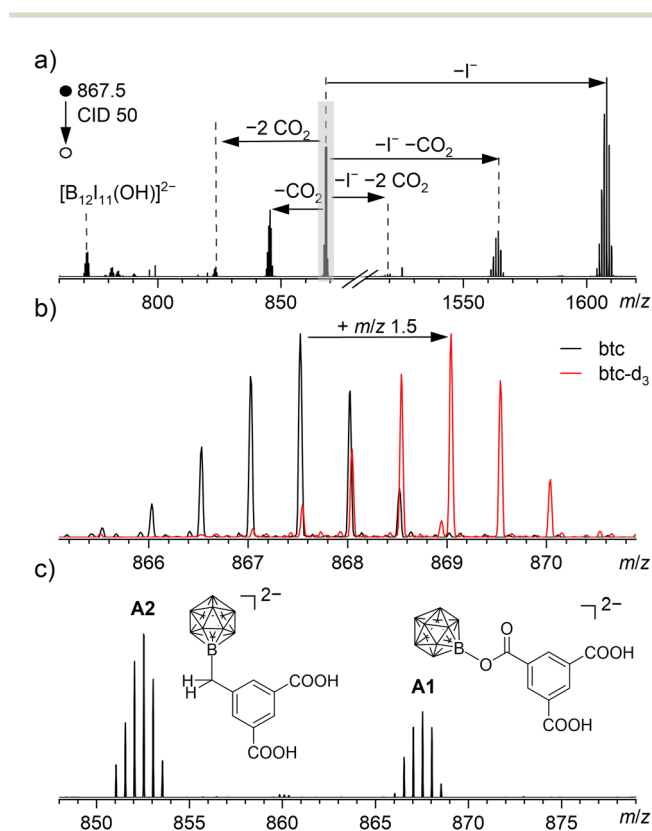 a)
867.5
CID 50
−I⁻
−2 CO₂
−I⁻ −CO₂
−CO₂
−I⁻ −2 CO₂
[B₁₂I₁₁(OH)]²⁻
800
850
1550
1600
m/z
b)
+ m/z 1.5
btc
btc-d₃
866
867
868
869
870
m/z
c)
A2
2−
B
H
H
COOH
COOH
A1
2−
B
O
O
COOH
COOH
850
855
860
865
870
875
m/z